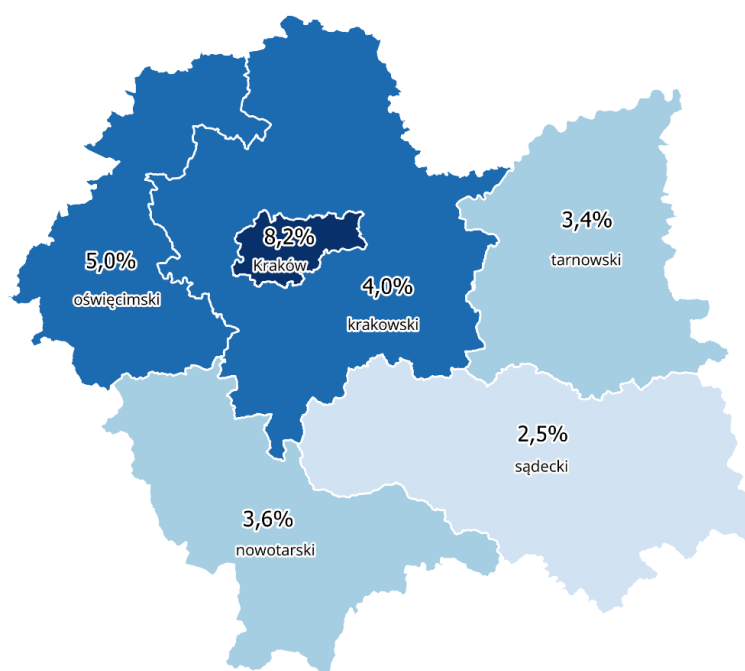 3,4%
tarnowski
8,2%
Kraków
5,0%
oświęcimski
4,0%
krakowski
2,5%
sądecki
3,6%
nowotarski